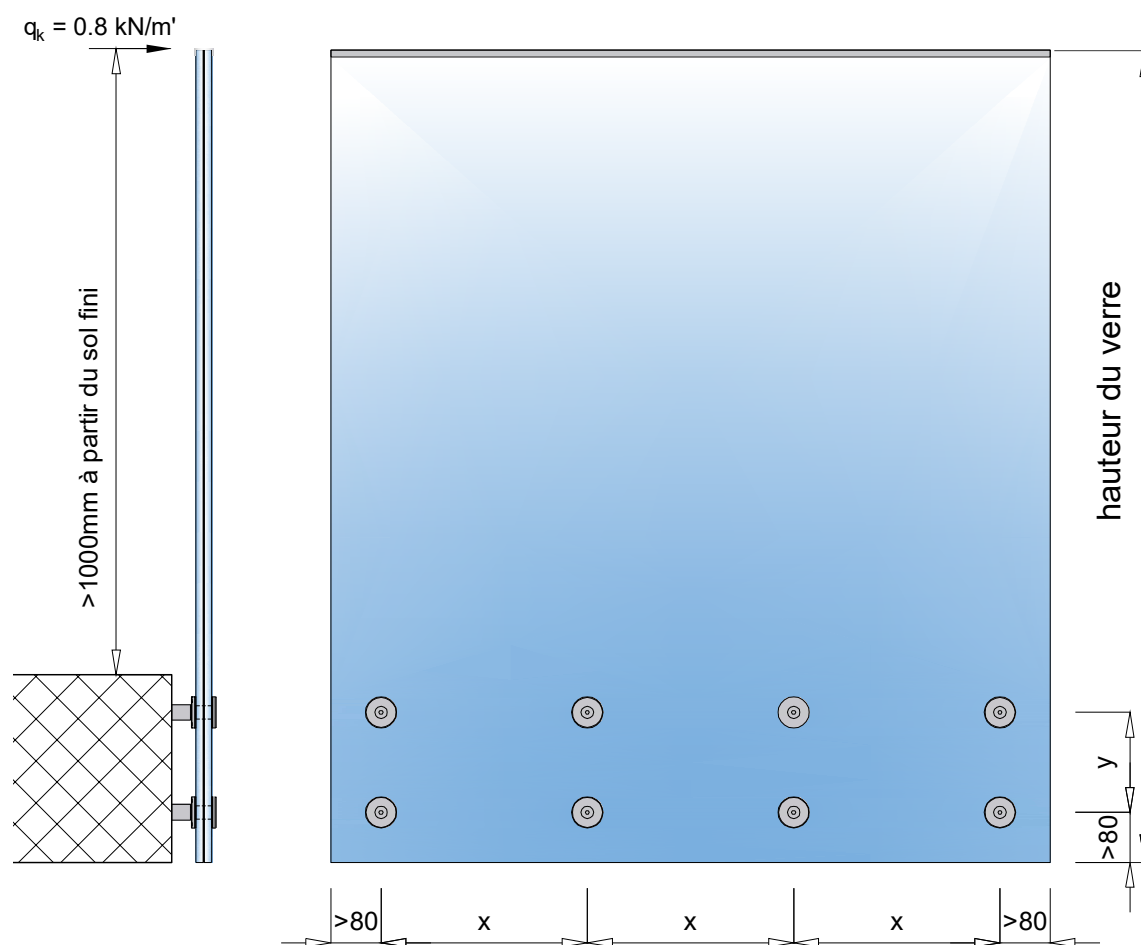 qk = 0.8 kN/m'
>1000mm à partir du sol fini
hauteur du verre
y
>80
>80
x
x
x
>80